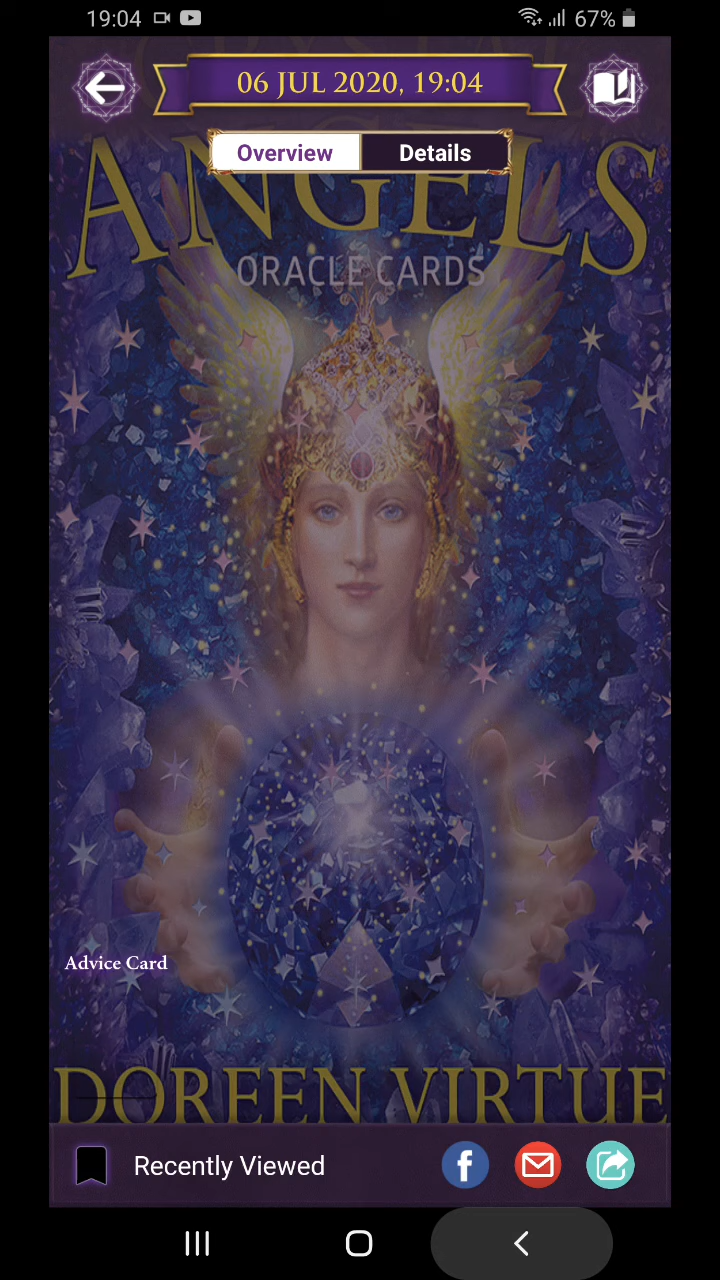 19:04
67%
06 JUL 2020, 19:04
Overview
Details
ANGELS
ORACLE CARDS
Advice Card
DOREEN VIRTUE
Recently Viewed